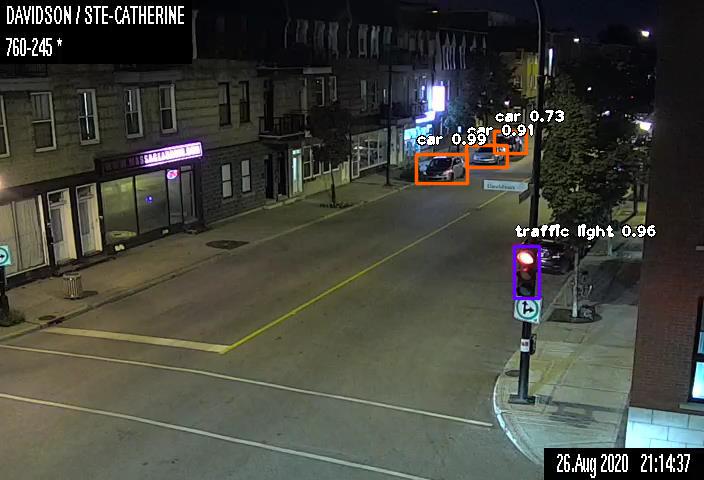 DAVIDSON / STE-CATHERINE
760-245 *
car 0.73
car 0.91
car 0.99
Davidson
traffic light 0.96
26.Aug 2020 21:14:37